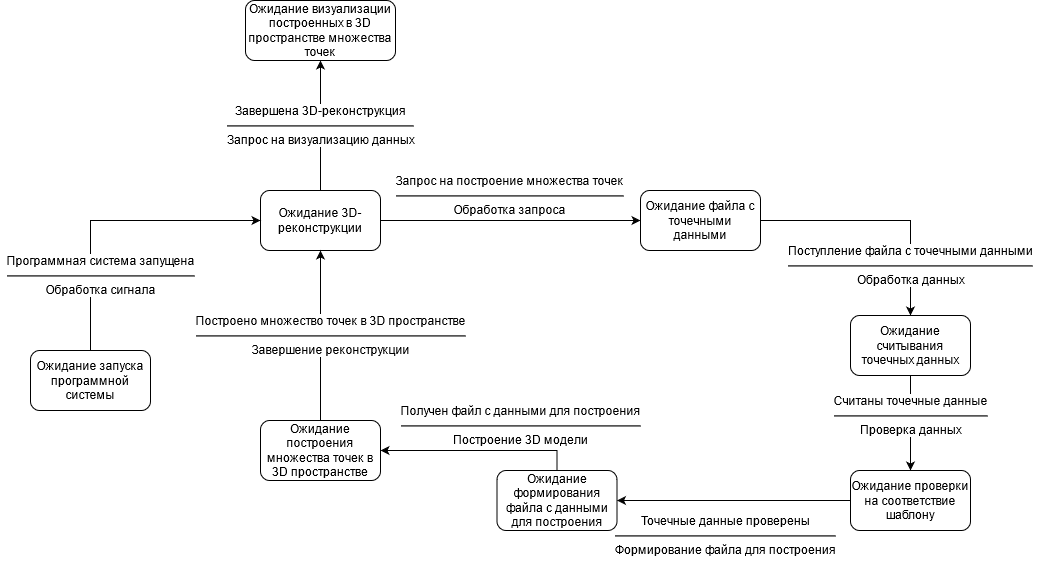 Ожидание визуализации
построенных в 3D
пространстве множества
точек
Завершена 3D-реконструкция
Запрос на визуализацию данных
Запрос на построение множества точек
Обработка запроса
Ожидание 3D-
реконструкции
Ожидание файла с
точечными
данными
Программная система запущена
Обработка сигнала
Поступление файла с точечными данными
Обработка данных
Построено множество точек в 3D пространстве
Завершение реконструкции
Ожидание
считывания
точечных данных
Ожидание запуска
программной
системы
Считаны точечные данные
Проверка данных
Получен файл с данными для построения
Построение 3D модели
Ожидание
построения
множества точек в
3D пространстве
Ожидание
формирования
файла с данными
для построения
Ожидание проверки
на соответствие
шаблону
Точечные данные проверены
Формирование файла для построения